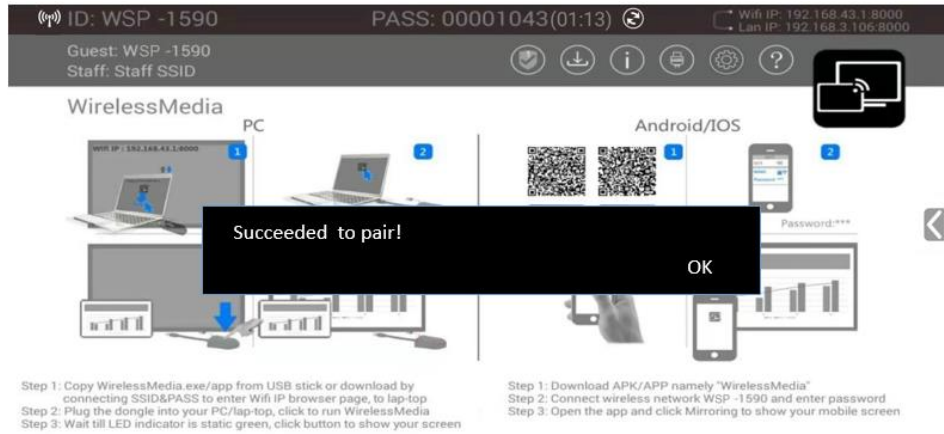 ID: WSP -1590
PASS: 00001043(01:13)
Wifi IP: 192.168.43.1:8000
Lan IP: 192.168.3.106:8000
Guest: WSP -1590
Staff: Staff SSID
WirelessMedia
PC
Android/IOS
WIFI IP : 192.168.43.1:8000
1
2
1
2
Password:***
Succeeded to pair!
OK
Step 1: Copy WirelessMedia.exe/app from USB stick or download by
connecting SSID&PASS to enter Wifi IP browser page, to lap-top
Step 2: Plug the dongle into your PC/lap-top, click to run WirelessMedia
Step 3: Wait till LED indicator is static green, click button to show your screen
Step 1: Download APK/APP namely "WirelessMedia"
Step 2: Connect wireless network WSP -1590 and enter password
Step 3: Open the app and click Mirroring to show your mobile screen